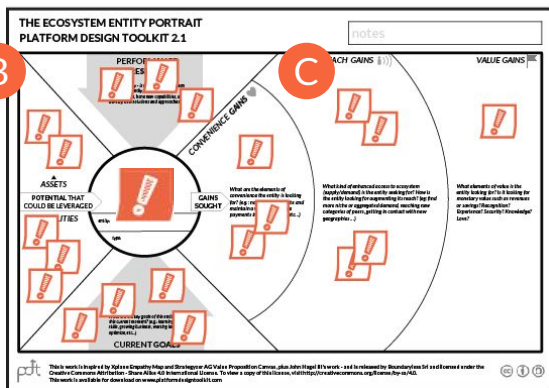 THE ECOSYSTEM ENTITY PORTRAIT
PLATFORM DESIGN TOOLKIT 2.1
notes
B
C
PERFORMANCE
ACH GAINS
VALUE GAINS
CONVENIENCE GAINS
ASSETS
POTENTIAL THAT
COULD BE LEVERAGED
GAINS
SOUGHT
What are the elements of
convenience the entity is looking
for? (e.g.
payments
What kind of enhanced access to ecosystem
(supply/demand) is the entity seeking for? How is
the entity looking for augmenting its reach? (eg: find
more niche or aggregated demand, reaching new
categories of peers, getting in contact with new
geographies ...)
What elements of value is the
entity looking for? Is it looking for
monetary value such as revenues
or savings? Recognition?
Experience? Security? Knowledge?
Love?
CURRENT GOALS
pdt
This work is inspired by Xplane Empathy Map and Strategyzer AG Value Proposition Canvas, plus John Hagel III's work - and is released by Boundaryless Srl and licensed under the
Creative Commons Attribution - Share Alike 4.0 International License. To view a copy of this license, visit http://creativecommons.org/license/by-sa/4.0.
This work is available for download on www.platformdesigntoolkit.com